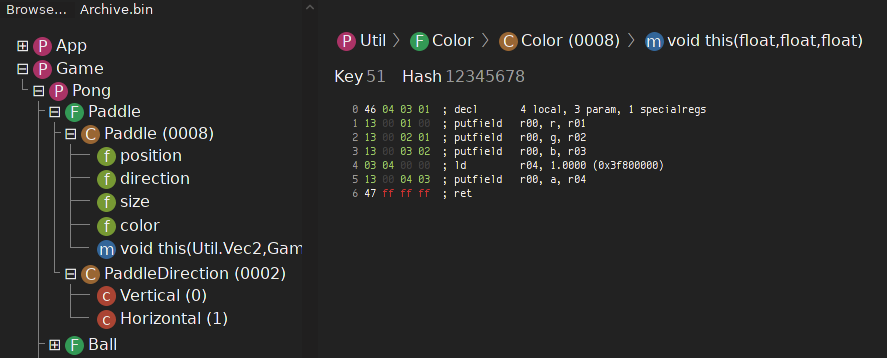 Browse... Archive.bin
P App
P Game
P Pong
F Paddle
C Paddle (0008)
f position
f direction
f size
f color
m void this(Util.Vec2,Gam
C PaddleDirection (0002)
c Vertical (0)
c Horizontal (1)
F Ball
P Util > F Color > C Color (0008) > m void this(float,float,float)
Key 51 Hash 12345678
0 46 04 03 01 ; decl 4 local, 3 param, 1 specialregs
1 13 00 01 00 ; putfield r00, r, r01
2 13 00 02 01 ; putfield r00, g, r02
3 13 00 03 02 ; putfield r00, b, r03
4 03 04 00 00 ; ld r04, 1.0000 (0x3f800000)
5 13 00 04 03 ; putfield r00, a, r04
6 47 ff ff ff ; ret